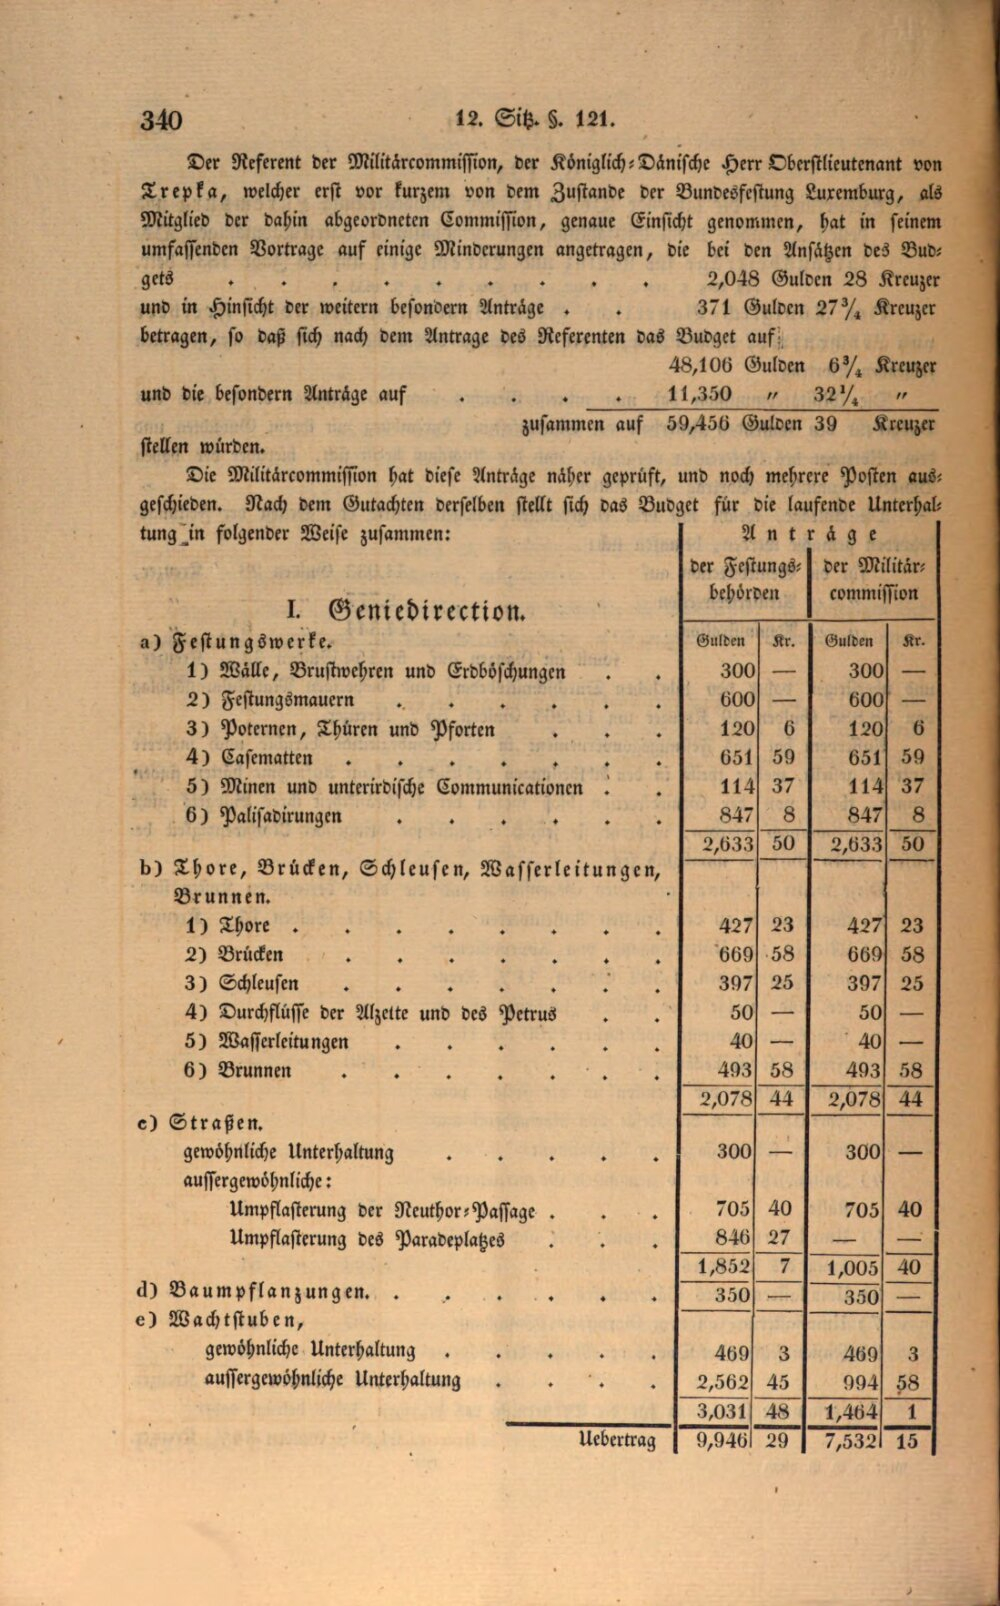 340 12. Sitz. §. 121.
Der Referent der Militärcommission, der Königlich-Dänische Herr Oberstlieutenant von
Trepka, welcher erst vor kurzem von dem Zustande der Bundesfestung Luxemburg, als
Mitglied der dahin abgeordneten Commission, genaue Einsicht genommen, hat in seinem
umfassenden Vortrage auf einige Minderungen angetragen, die bei den Ansätzen des Bud-
gets . . . . . . . . . 2,048 Gulden 28 Kreuzer
und in Hinsicht der weitern besondern Anträge . . 371 Gulden 27¾ Kreuzer
betragen, so daß sich nach dem Antrage des Referenten das Budget auf
48,106 Gulden 6¾ Kreuzer
und die besondern Anträge auf . . . . 11,350 " 32¼ "
zusammen auf 59,456 Gulden 39 Kreuzer
stellen würden.
Die Militärcommission hat diese Anträge näher geprüft, und noch mehrere Posten aus-
geschieden. Nach dem Gutachten derselben stellt sich das Budget für die laufende Unterhal-
tung in folgender Weise zusammen: Anträge
der Festungs- der Militär-
behörden commission
I. Geniedirection.
a) Festungswerke. Gulden Kr. Gulden Kr.
1) Wälle, Brustwehren und Erdböschungen . . 300 — 300 —
2) Festungsmauern . . . . . . 600 — 600 —
3) Poternen, Thüren und Pforten . . . 120 6 120 6
4) Casematten . . . . . . . 651 59 651 59
5) Minen und unterirdische Communicationen . . 114 37 114 37
6) Palisadirungen . . . . . . 847 8 847 8
2,633 50 2,633 50
b) Thore, Brücken, Schleusen, Wasserleitungen,
Brunnen.
1) Thore . . . . . . . . 427 23 427 23
2) Brücken . . . . . . . 669 58 669 58
3) Schleusen . . . . . . . 397 25 397 25
4) Durchflüsse der Alzette und des Petrus . . 50 — 50 —
5) Wasserleitungen . . . . . . 40 — 40 —
6) Brunnen . . . . . . . 493 58 493 58
2,078 44 2,078 44
c) Straßen.
gewöhnliche Unterhaltung . . . . . 300 — 300 —
aussergewöhnliche:
Umpflasterung der Neuthor-Passage . . . 705 40 705 40
Umpflasterung des Paradeplatzes . . . 846 27 — —
1,852 7 1,005 40
d) Baumpflanzungen. . . . . . . 350 — 350 —
e) Wachtstuben,
gewöhnliche Unterhaltung . . . . . 469 3 469 3
aussergewöhnliche Unterhaltung . . . . 2,562 45 994 58
3,031 48 1,464 1
Uebertrag 9,946 29 7,532 15